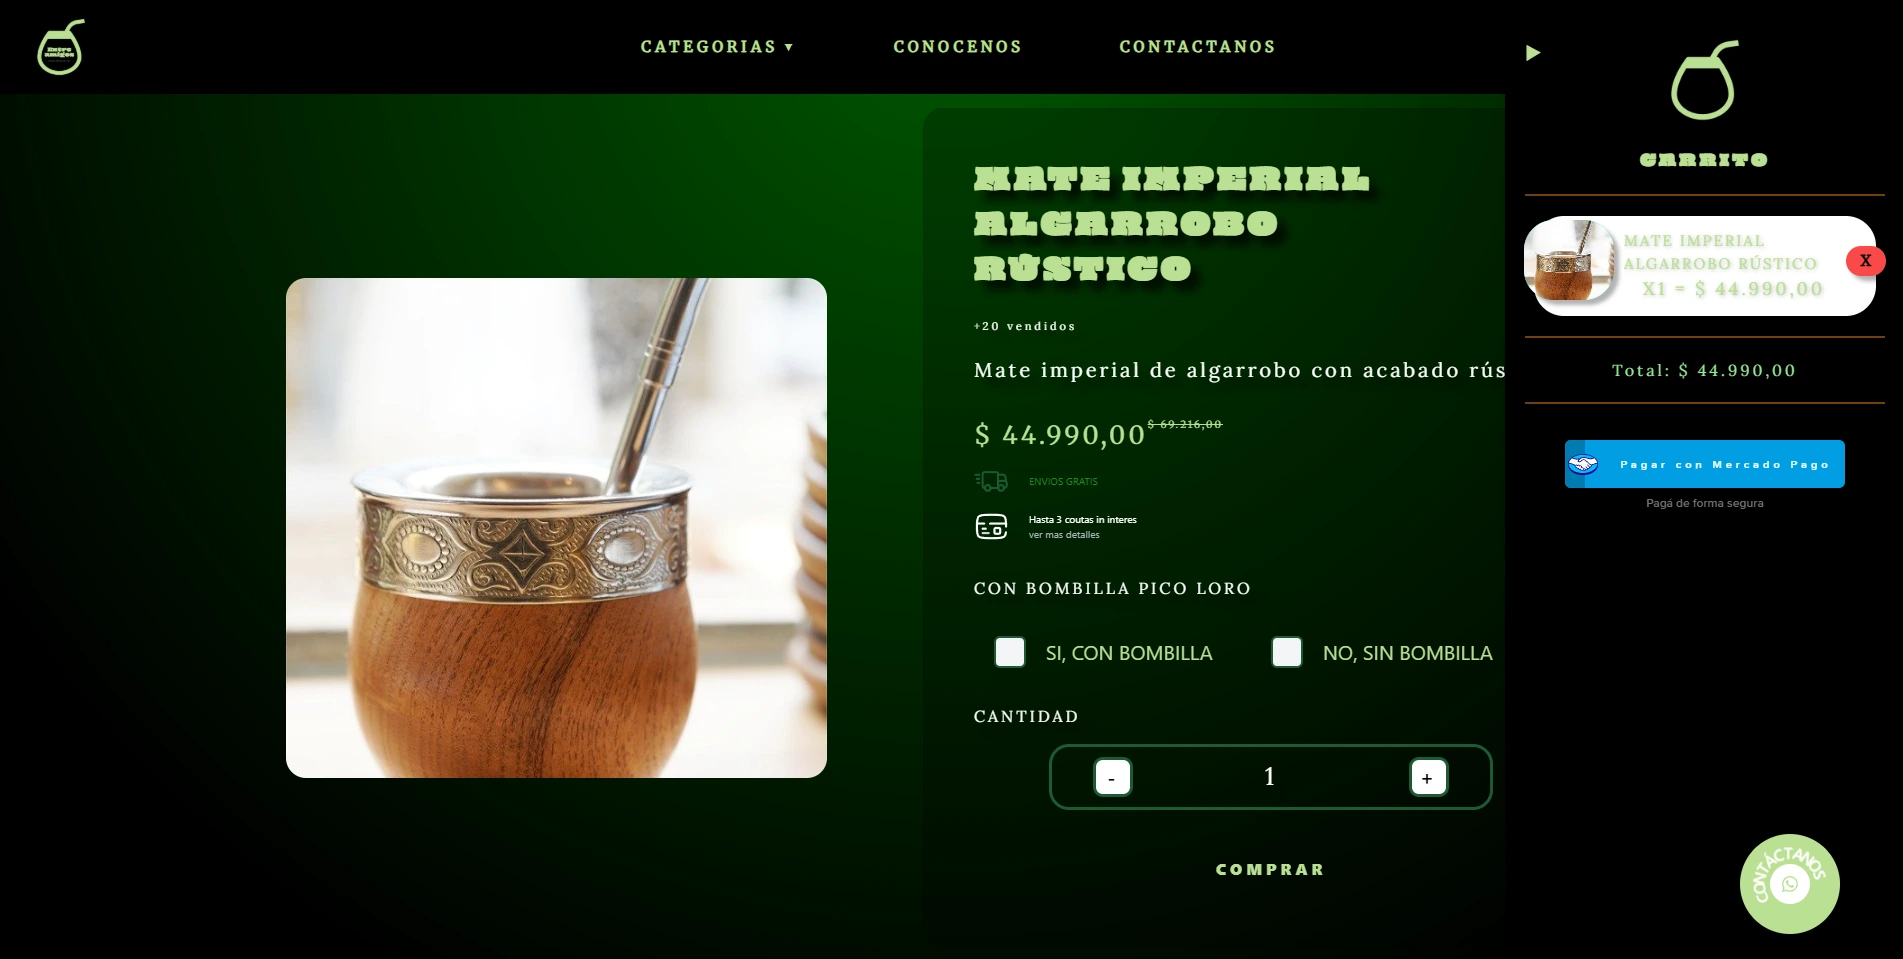 Entre
amigos
CATEGORIAS ▼
CONOCENOS
CONTACTANOS
MATE IMPERIAL
ALGARROBO
RÚSTICO
+20 vendidos
Mate imperial de algarrobo con acabado rús
$ 44.990,00 $ 69.216,00
ENVIOS GRATIS
Hasta 3 coutas in interes
ver mas detalles
CON BOMBILLA PICO LORO
SI, CON BOMBILLA
NO, SIN BOMBILLA
CANTIDAD
- 1 +
COMPRAR
CARRITO
MATE IMPERIAL
ALGARROBO RÚSTICO
X1 = $ 44.990,00
X
Total: $ 44.990,00
Pagar con Mercado Pago
Pagá de forma segura
CONTÁCTANOS